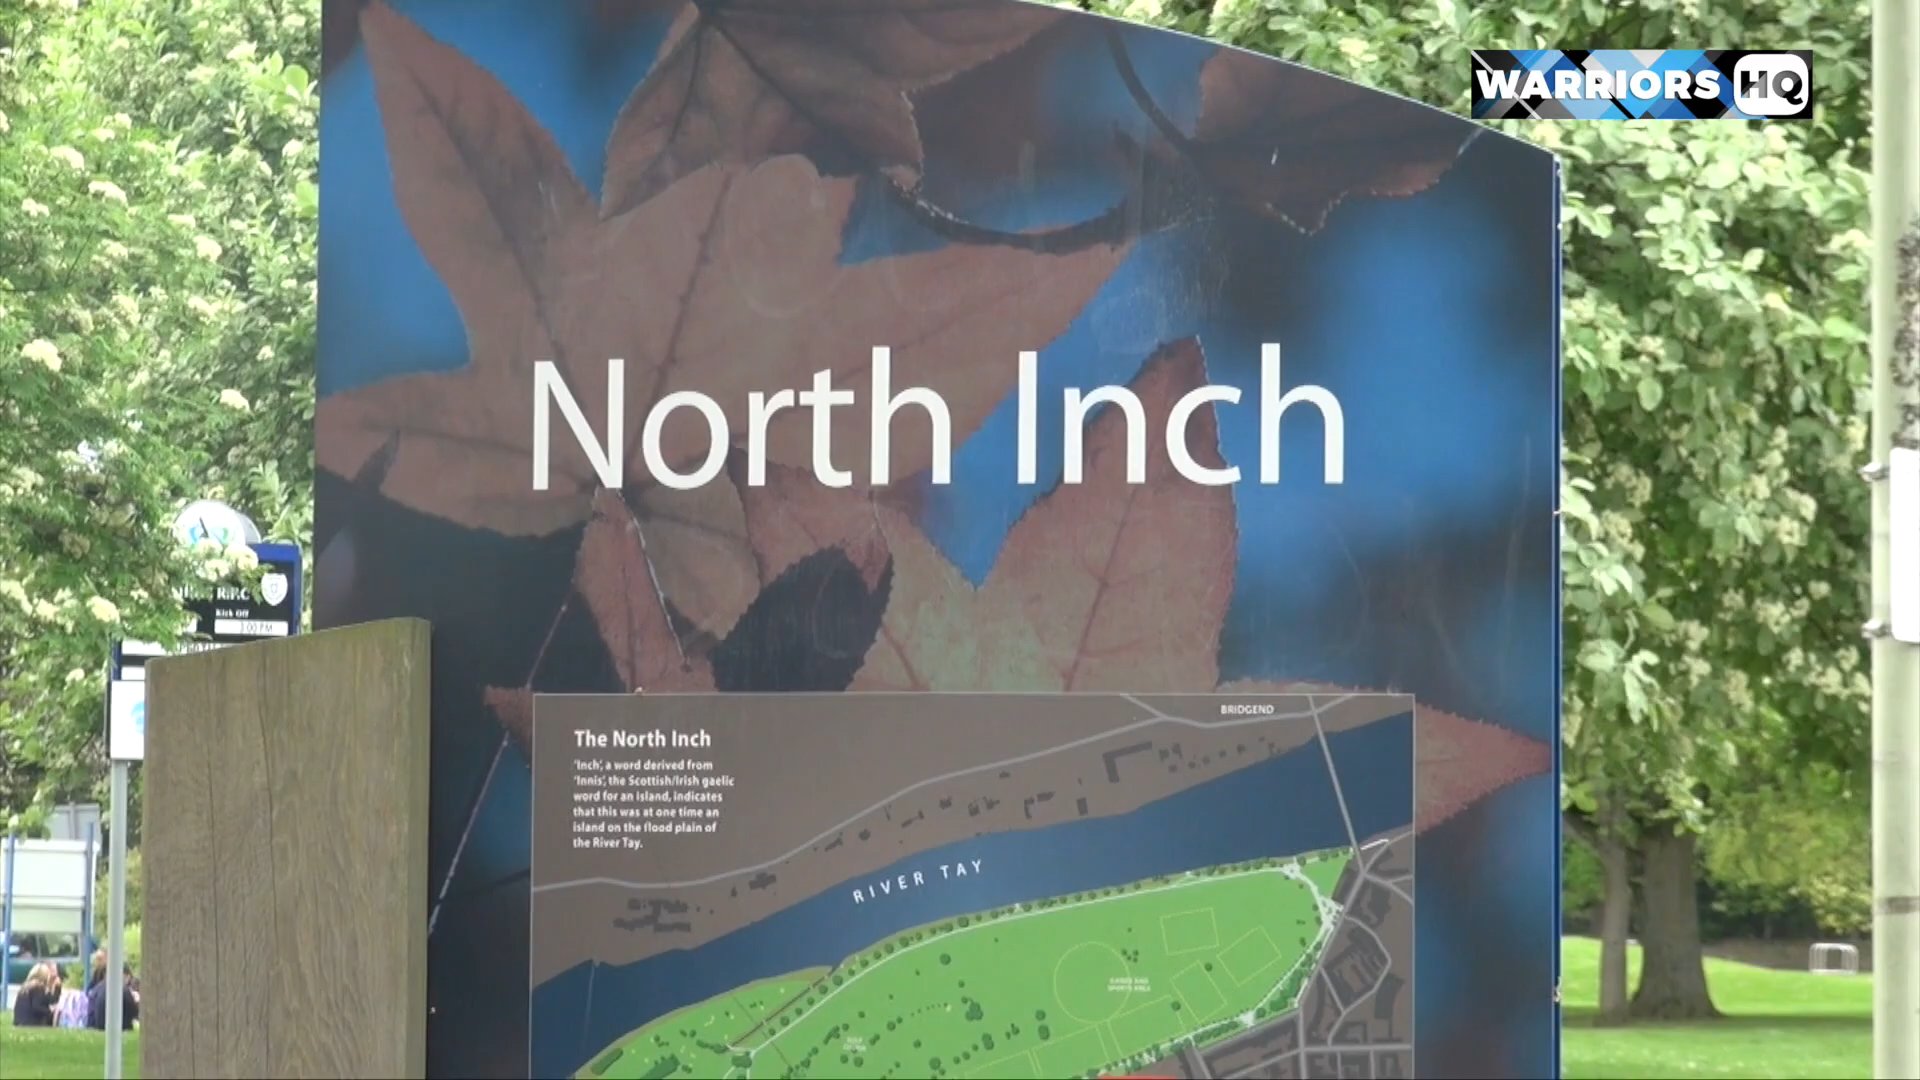 WARRIORS HQ
North Inch
R.F.C
Kick Off
3:00 PM
The North Inch
'Inch', a word derived from
'Innis', the Scottish/Irish gaelic
word for an island, indicates
that this was at one time an
island on the flood plain of
the River Tay.
BRIDGEND
RIVER TAY